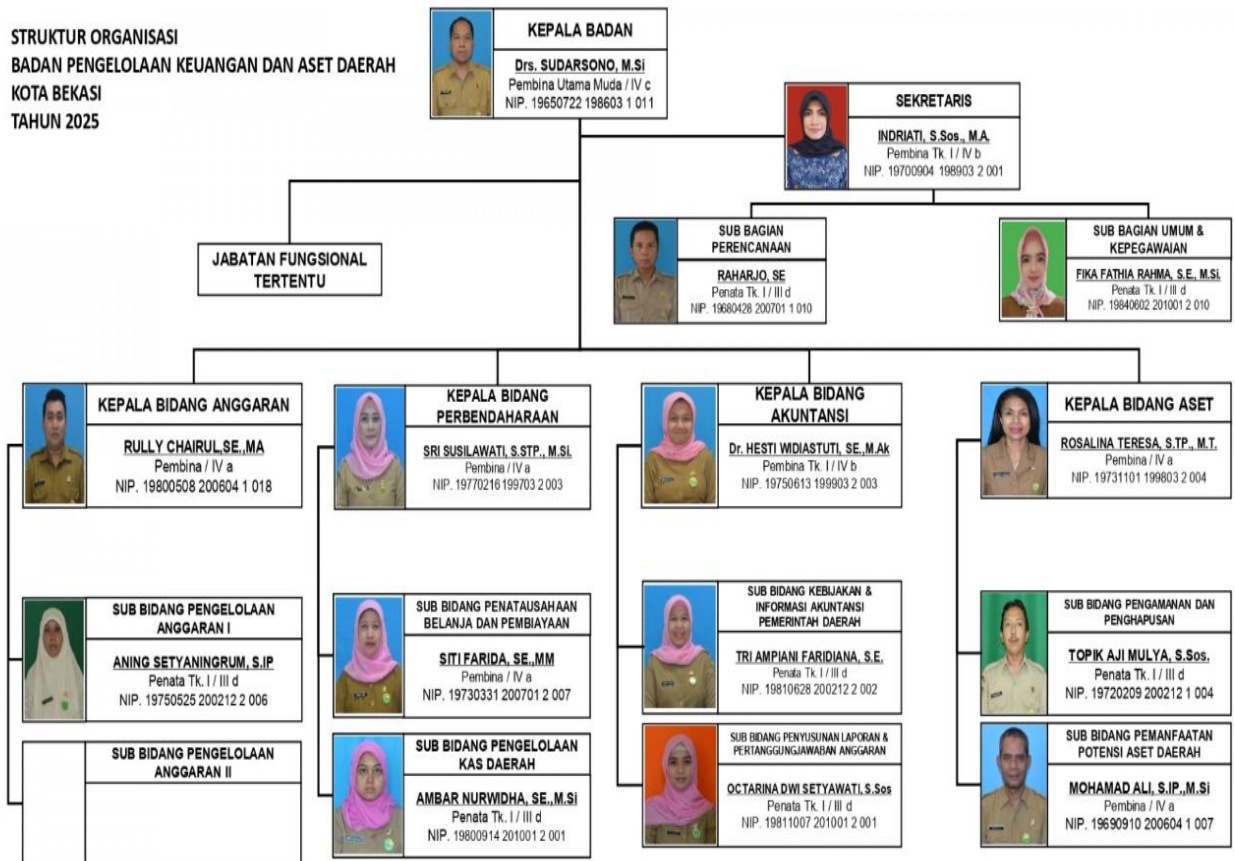 STRUKTUR ORGANISASI
BADAN PENGELOLAAN KEUANGAN DAN ASET DAERAH
KOTA BEKASI
TAHUN 2025
KEPALA BADAN
Drs. SUDARSONO, M.Si
Pembina Utama Muda / IV c
NIP. 19650722 198603 1 011
SEKRETARIS
INDRIATI, S.Sos., M.A.
Pembina Tk. I / IV b
NIP. 19700904 198903 2 001
JABATAN FUNGSIONAL
TERTENTU
SUB BAGIAN
PERENCANAAN
RAHARJO, SE
Penata Tk. I / III d
NIP. 19680428 200701 1 010
SUB BAGIAN UMUM &
KEPEGAWAIAN
FIKA FATHIA RAHMA, S.E., M.Si.
Penata Tk. I / III d
NIP. 19840602 201001 2 010
KEPALA BIDANG ANGGARAN
RULLY CHAIRUL,SE.,MA
Pembina / IV a
NIP. 19800508 200604 1 018
KEPALA BIDANG
PERBENDAHARAAN
SRI SUSILAWATI, S.STP., M.Si.
Pembina / IV a
NIP. 19770216 199703 2 003
KEPALA BIDANG
AKUNTANSI
Dr. HESTI WIDIASTUTI, SE.,M.Ak
Pembina Tk. I / IV b
NIP. 19750613 199903 2 003
KEPALA BIDANG ASET
ROSALINA TERESA, S.TP., M.T.
Pembina / IV a
NIP. 19731101 199803 2 004
SUB BIDANG PENGELOLAAN
ANGGARAN I
ANING SETYANINGRUM, S.IP
Penata Tk. I / III d
NIP. 19750525 200212 2 006
SUB BIDANG PENATAUSAHAAN
BELANJA DAN PEMBIAYAAN
SITI FARIDA, SE.,MM
Pembina / IV a
NIP. 19730331 200701 2 007
SUB BIDANG KEBIJAKAN &
INFORMASI AKUNTANSI
PEMERINTAH DAERAH
TRI AMPIANI FARIDIANA, S.E.
Penata Tk. I / III d
NIP. 19810628 200212 2 002
SUB BIDANG PENGAMANAN DAN
PENGHAPUSAN
TOPIK AJI MULYA, S.Sos.
Penata Tk. I / III d
NIP. 19720209 200212 1 004
SUB BIDANG PENGELOLAAN
ANGGARAN II
SUB BIDANG PENGELOLAAN
KAS DAERAH
AMBAR NURWIDHA, SE.,M.Si
Penata Tk. I / III d
NIP. 19800914 201001 2 001
SUB BIDANG PENYUSUNAN LAPORAN &
PERTANGGUNGJAWABAN ANGGARAN
OCTARINA DWI SETYAWATI, S.Sos
Penata Tk. I / III d
NIP. 19811007 201001 2 001
SUB BIDANG PEMANFAATAN
POTENSI ASET DAERAH
MOHAMAD ALI, S.IP.,M.Si
Pembina / IV a
NIP. 19690910 200604 1 007